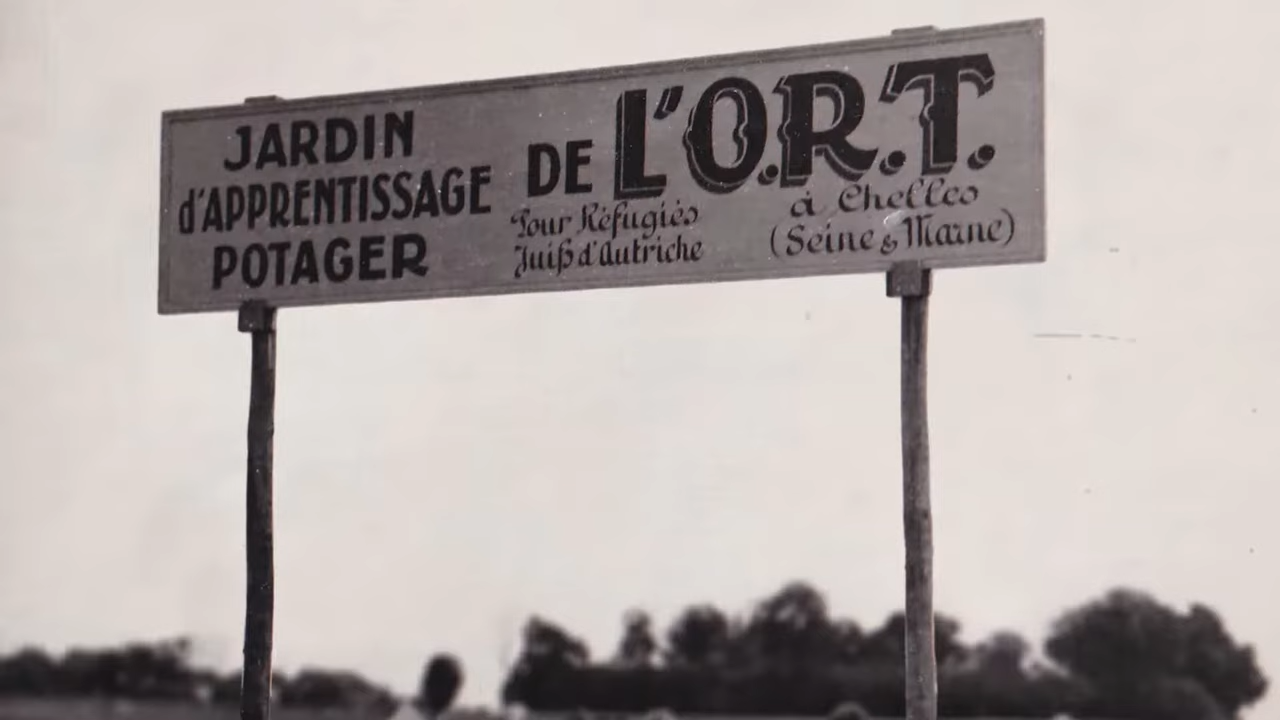 JARDIN
d'APPRENTISSAGE
POTAGER
DE L'O.R.T.
Pour Réfugiés
Juifs d'Autriche
à Chelles
(Seine & Marne)